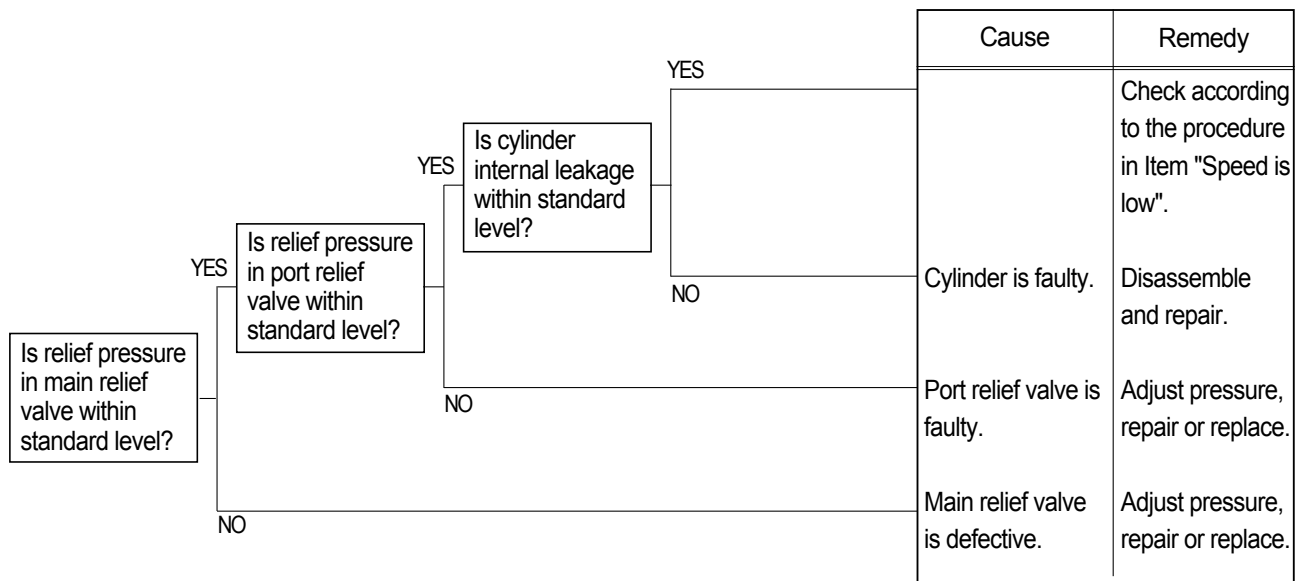 Cause
Remedy
YES
Check according
to the procedure
in Item "Speed is
low".
Is cylinder
internal leakage
within standard
level?
YES
NO
Cylinder is faulty.
Disassemble
and repair.
Is relief pressure
in port relief
valve within
standard level?
YES
NO
Port relief valve is
faulty.
Adjust pressure,
repair or replace.
Is relief pressure
in main relief
valve within
standard level?
NO
Main relief valve
is defective.
Adjust pressure,
repair or replace.